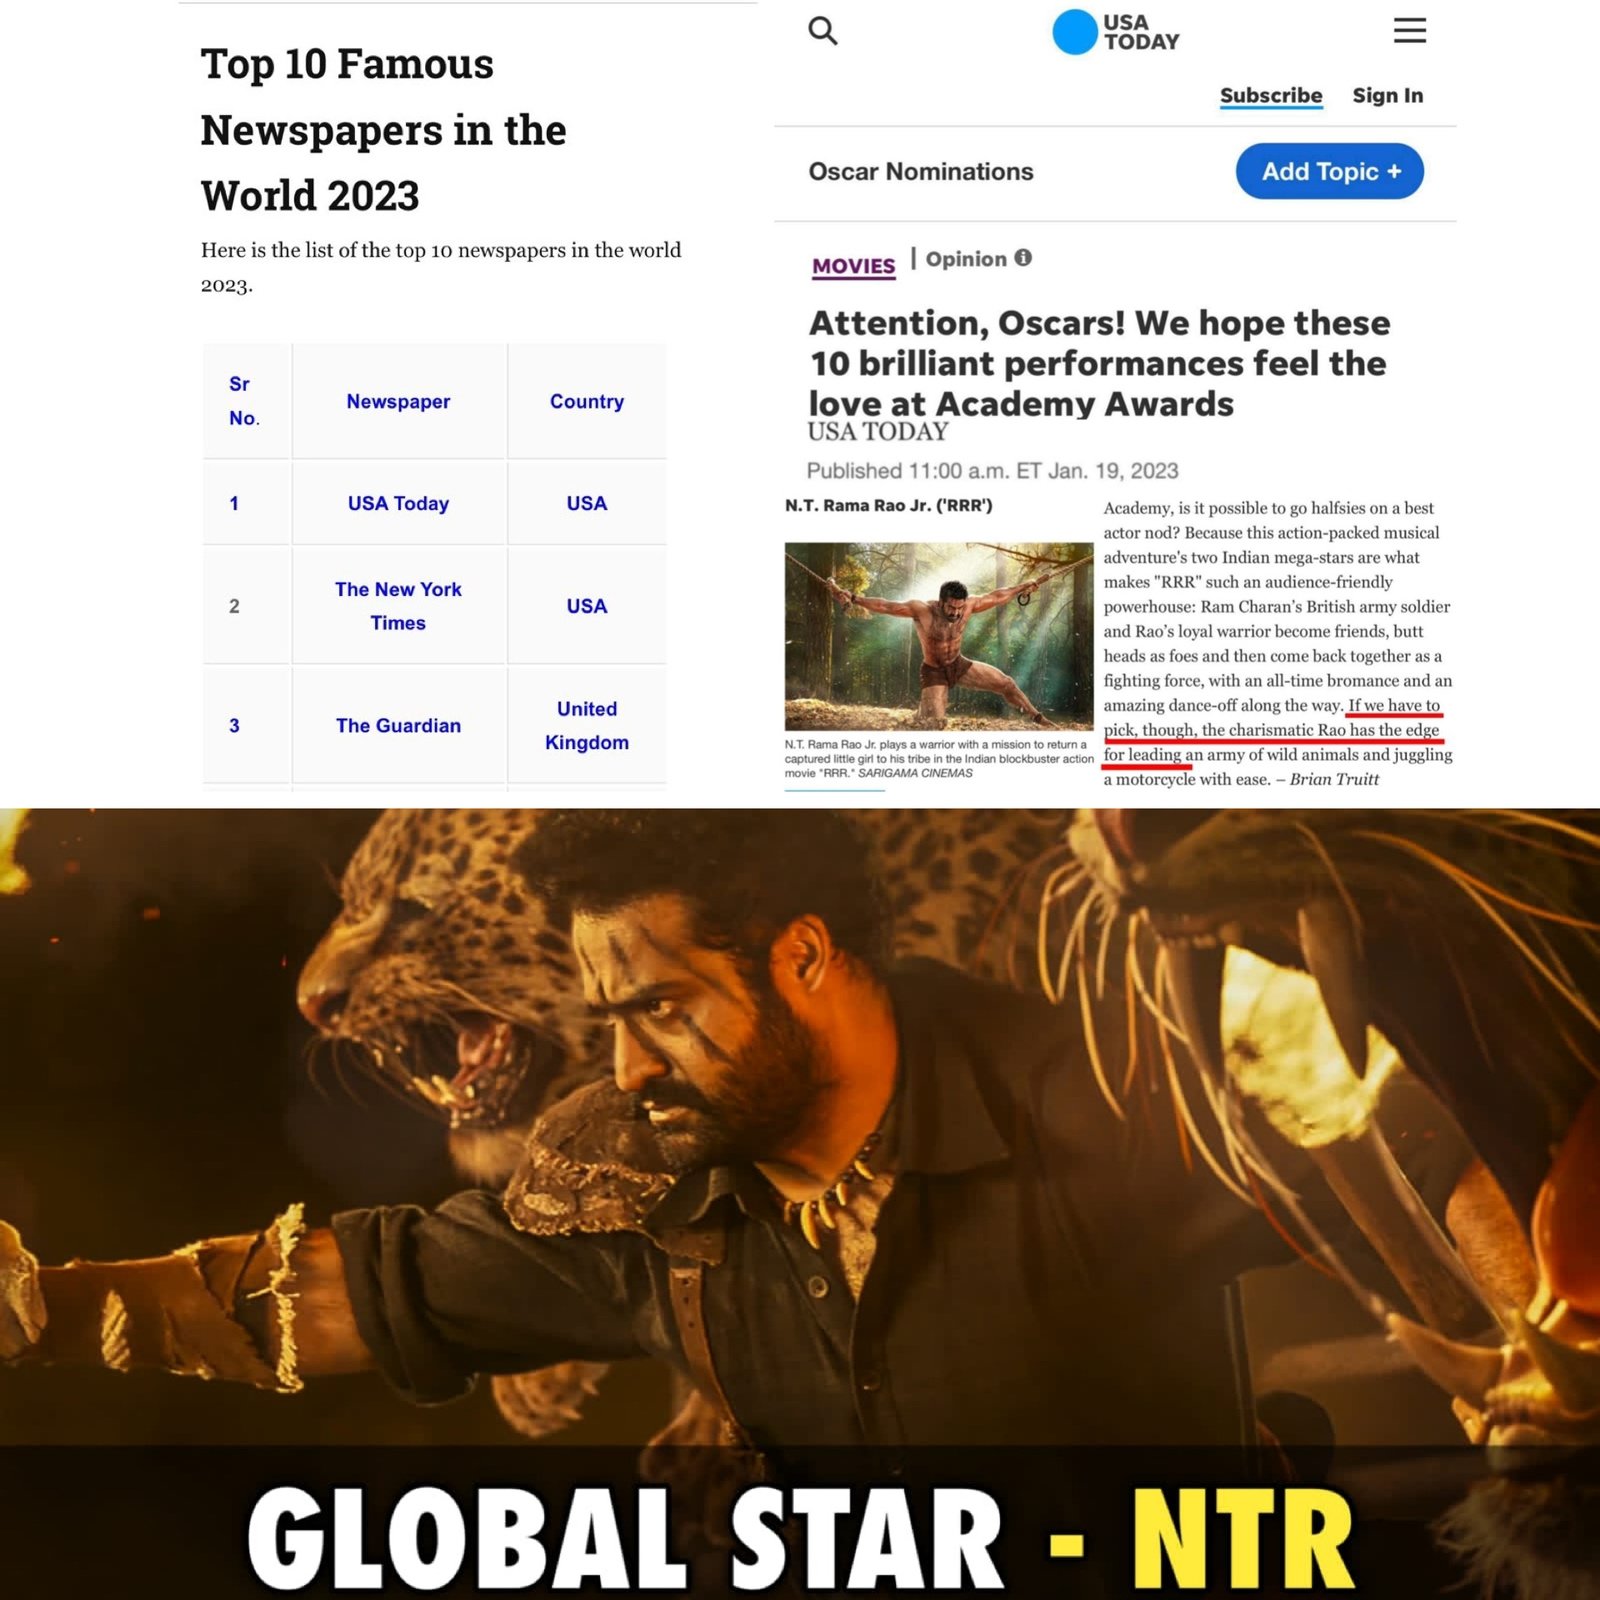 Top 10 Famous
Newspapers in the
World 2023
Here is the list of the top 10 newspapers in the world
2023.
Sr
No.
Newspaper
Country
1
USA Today
USA
2
The New York
Times
USA
3
The Guardian
United
Kingdom
USA
TODAY
Subscribe
Sign In
Oscar Nominations
Add Topic +
MOVIES | Opinion
Attention, Oscars! We hope these
10 brilliant performances feel the
love at Academy Awards
USA TODAY
Published 11:00 a.m. ET Jan. 19, 2023
N.T. Rama Rao Jr. ('RRR')
N.T. Rama Rao Jr. plays a warrior with a mission to return a
captured little girl to his tribe in the Indian blockbuster action
movie "RRR." SARIGAMA CINEMAS
Academy, is it possible to go halfsies on a best
actor nod? Because this action-packed musical
adventure's two Indian mega-stars are what
makes "RRR" such an audience-friendly
powerhouse: Ram Charan's British army soldier
and Rao's loyal warrior become friends, butt
heads as foes and then come back together as a
fighting force, with an all-time bromance and an
amazing dance-off along the way. If we have to
pick, though, the charismatic Rao has the edge
for leading an army of wild animals and juggling
a motorcycle with ease. – Brian Truitt
GLOBAL STAR - NTR